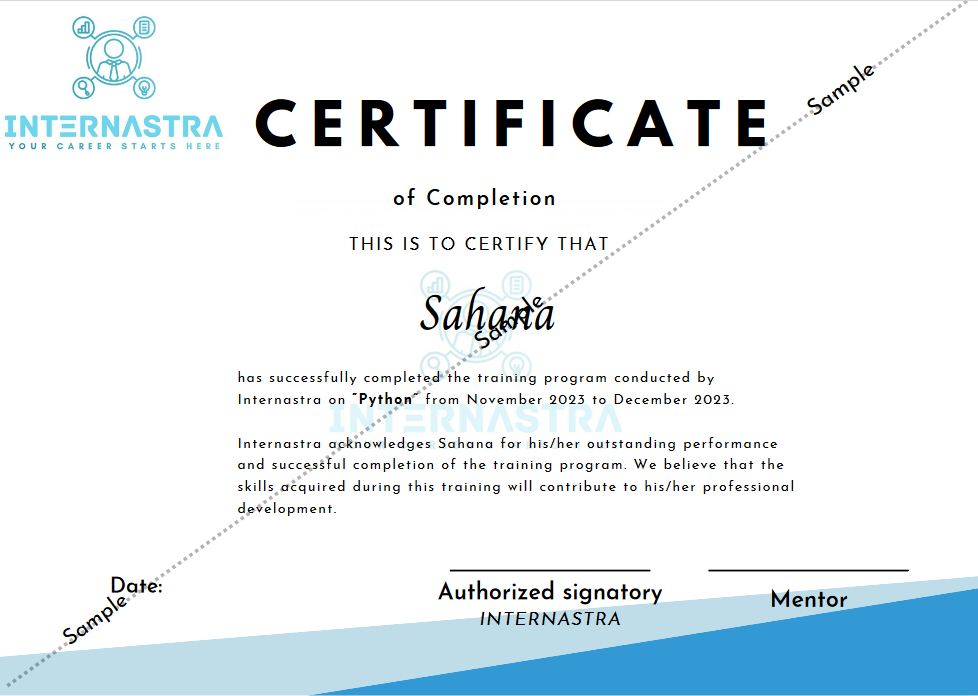 INTERNASTRA
YOUR CAREER STARTS HERE
CERTIFICATE
of Completion
THIS IS TO CERTIFY THAT
Sahana
has successfully completed the training program conducted by
Internastra on "Python" from November 2023 to December 2023.
INTERNASTRA
Internastra acknowledges Sahana for his/her outstanding performance
and successful completion of the training program. We believe that the
skills acquired during this training will contribute to his/her professional
development.
Date:
Authorized signatory
INTERNASTRA
Mentor
Sample
Sample
Sample